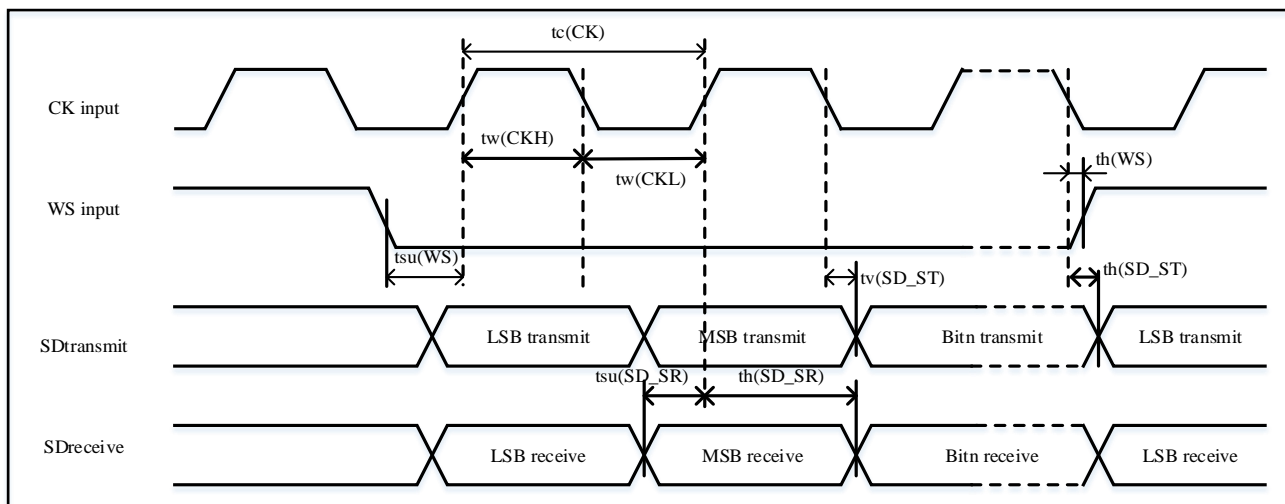 tc(CK)
CK input
tw(CKH)
tw(CKL)
th(WS)
WS input
tsu(WS)
tv(SD_ST)
th(SD_ST)
SDtransmit
LSB transmit
MSB transmit
Bitn transmit
LSB transmit
tsu(SD_SR)
th(SD_SR)
SDreceive
LSB receive
MSB receive
Bitn receive
LSB receive